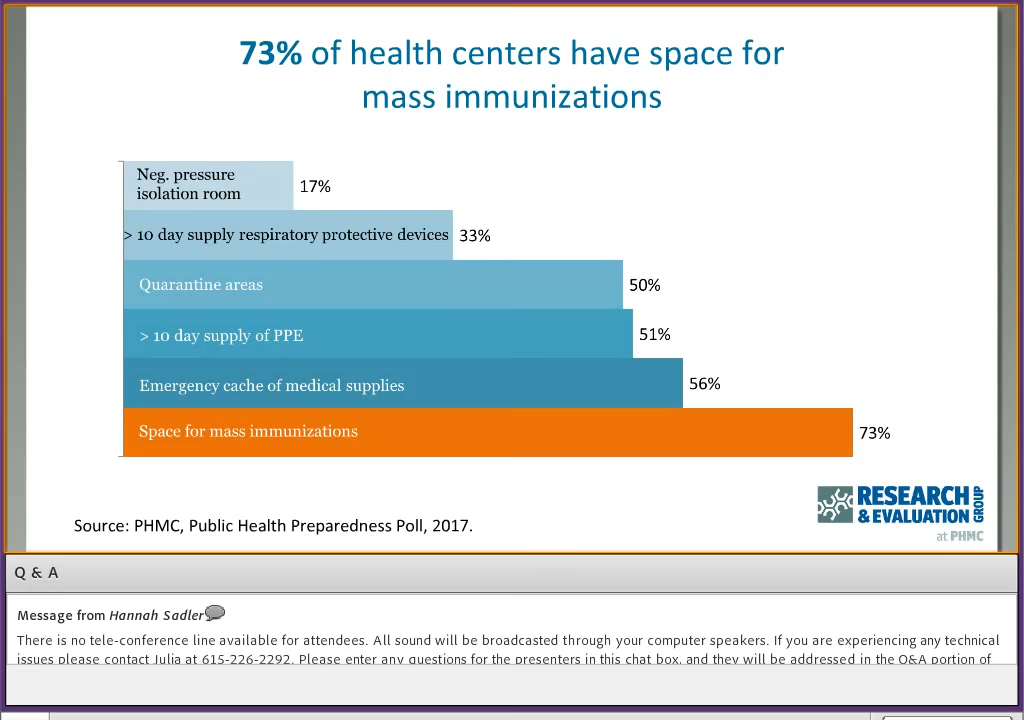 73% of health centers have space for
mass immunizations
Neg. pressure
isolation room
17%
> 10 day supply respiratory protective devices
33%
Quarantine areas
50%
> 10 day supply of PPE
51%
Emergency cache of medical supplies
56%
Space for mass immunizations
73%
RESEARCH
& EVALUATION
GROUP
at PHMC
Source: PHMC, Public Health Preparedness Poll, 2017.
Q & A
Message from Hannah Sadler
There is no tele-conference line available for attendees. All sound will be broadcasted through your computer speakers. If you are experiencing any technical
issues please contact Julia at 615-226-2292. Please enter any questions for the presenters in this chat box, and they will be addressed in the Q&A portion of